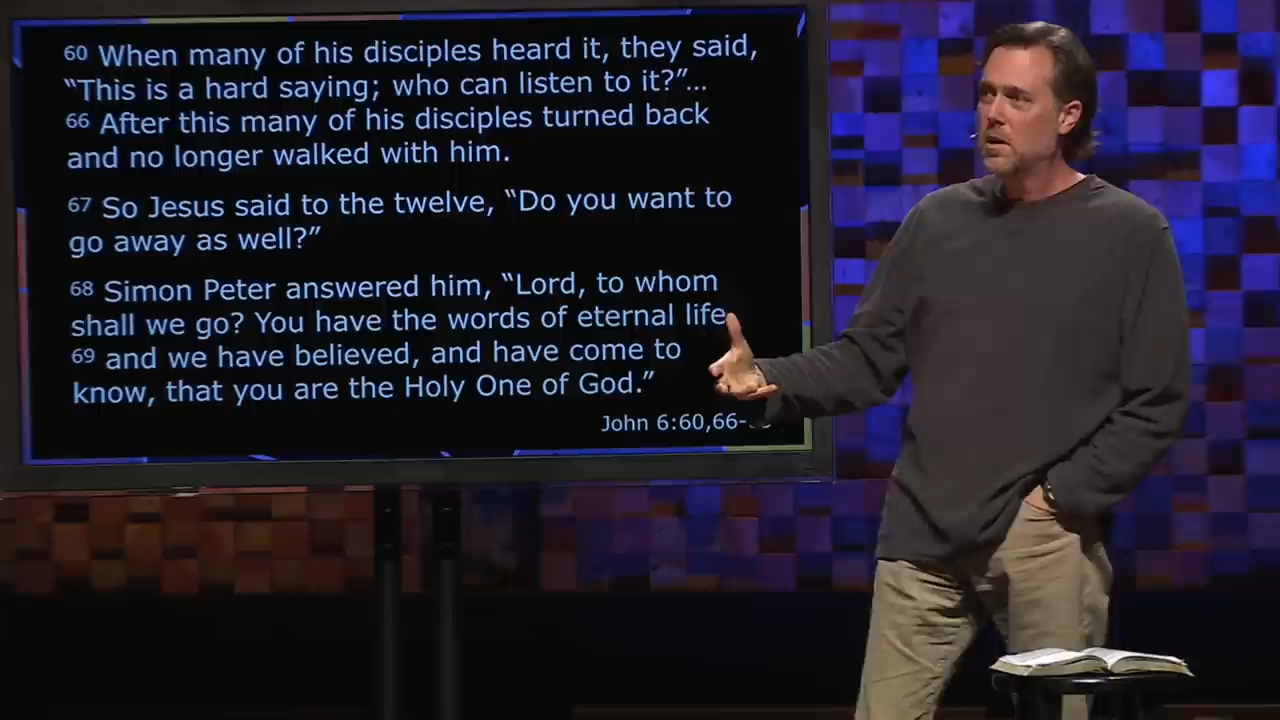 60 When many of his disciples heard it, they said,
“This is a hard saying; who can listen to it?”...
66 After this many of his disciples turned back
and no longer walked with him.
67 So Jesus said to the twelve, “Do you want to
go away as well?”
68 Simon Peter answered him, “Lord, to whom
shall we go? You have the words of eternal life
69 and we have believed, and have come to
know, that you are the Holy One of God.”
John 6:60,66-